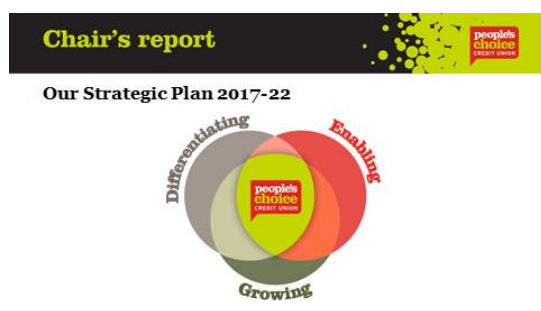 Chair's report
people's
choice
CREDIT UNION
Our Strategic Plan 2017-22
Differentiating
Enabling
people's
choice
CREDIT UNION
Growing